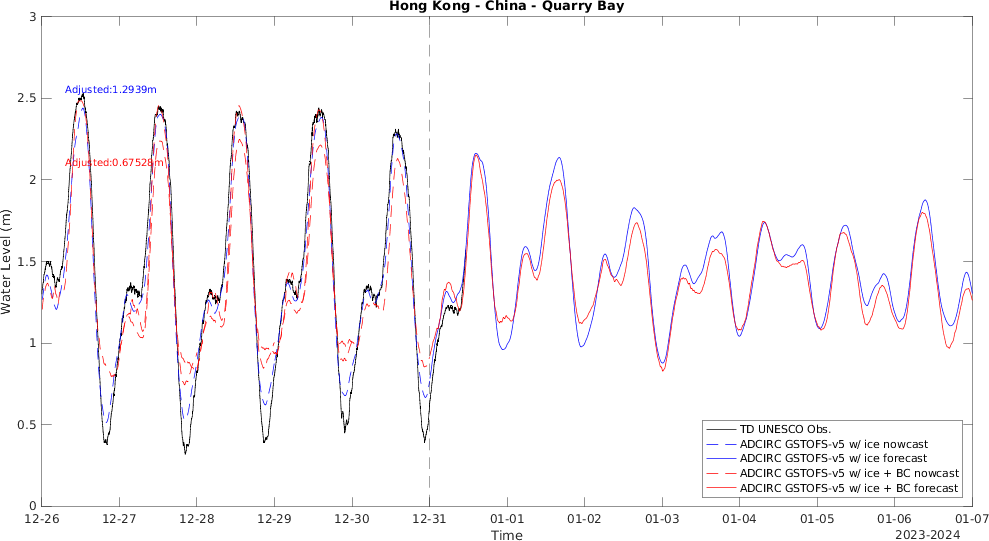 Hong Kong - China - Quarry Bay
3
2.5
2
1.5
1
0.5
0
Water Level (m)
Adjusted:1.2939m
Adjusted:0.67528m
TD UNESCO Obs.
ADCIRC GSTOFS-v5 w/ ice nowcast
ADCIRC GSTOFS-v5 w/ ice forecast
ADCIRC GSTOFS-v5 w/ ice + BC nowcast
ADCIRC GSTOFS-v5 w/ ice + BC forecast
12-26 12-27 12-28 12-29 12-30 12-31 01-01 01-02 01-03 01-04 01-05 01-06 01-07
Time
2023-2024